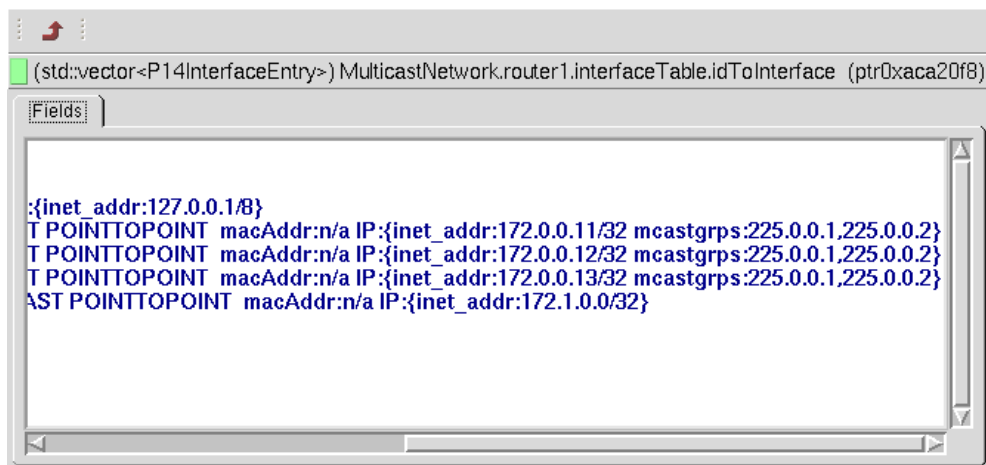 (std::vector<P14InterfaceEntry>) MulticastNetwork.router1.interfaceTable.idToInterface (ptr0xaca20f8)
Fields
:{inet_addr:127.0.0.1/8}
T POINTTOPOINT macAddr:n/a IP:{inet_addr:172.0.0.11/32 mcastgrps:225.0.0.1,225.0.0.2}
T POINTTOPOINT macAddr:n/a IP:{inet_addr:172.0.0.12/32 mcastgrps:225.0.0.1,225.0.0.2}
T POINTTOPOINT macAddr:n/a IP:{inet_addr:172.0.0.13/32 mcastgrps:225.0.0.1,225.0.0.2}
AST POINTTOPOINT macAddr:n/a IP:{inet_addr:172.1.0.0/32}